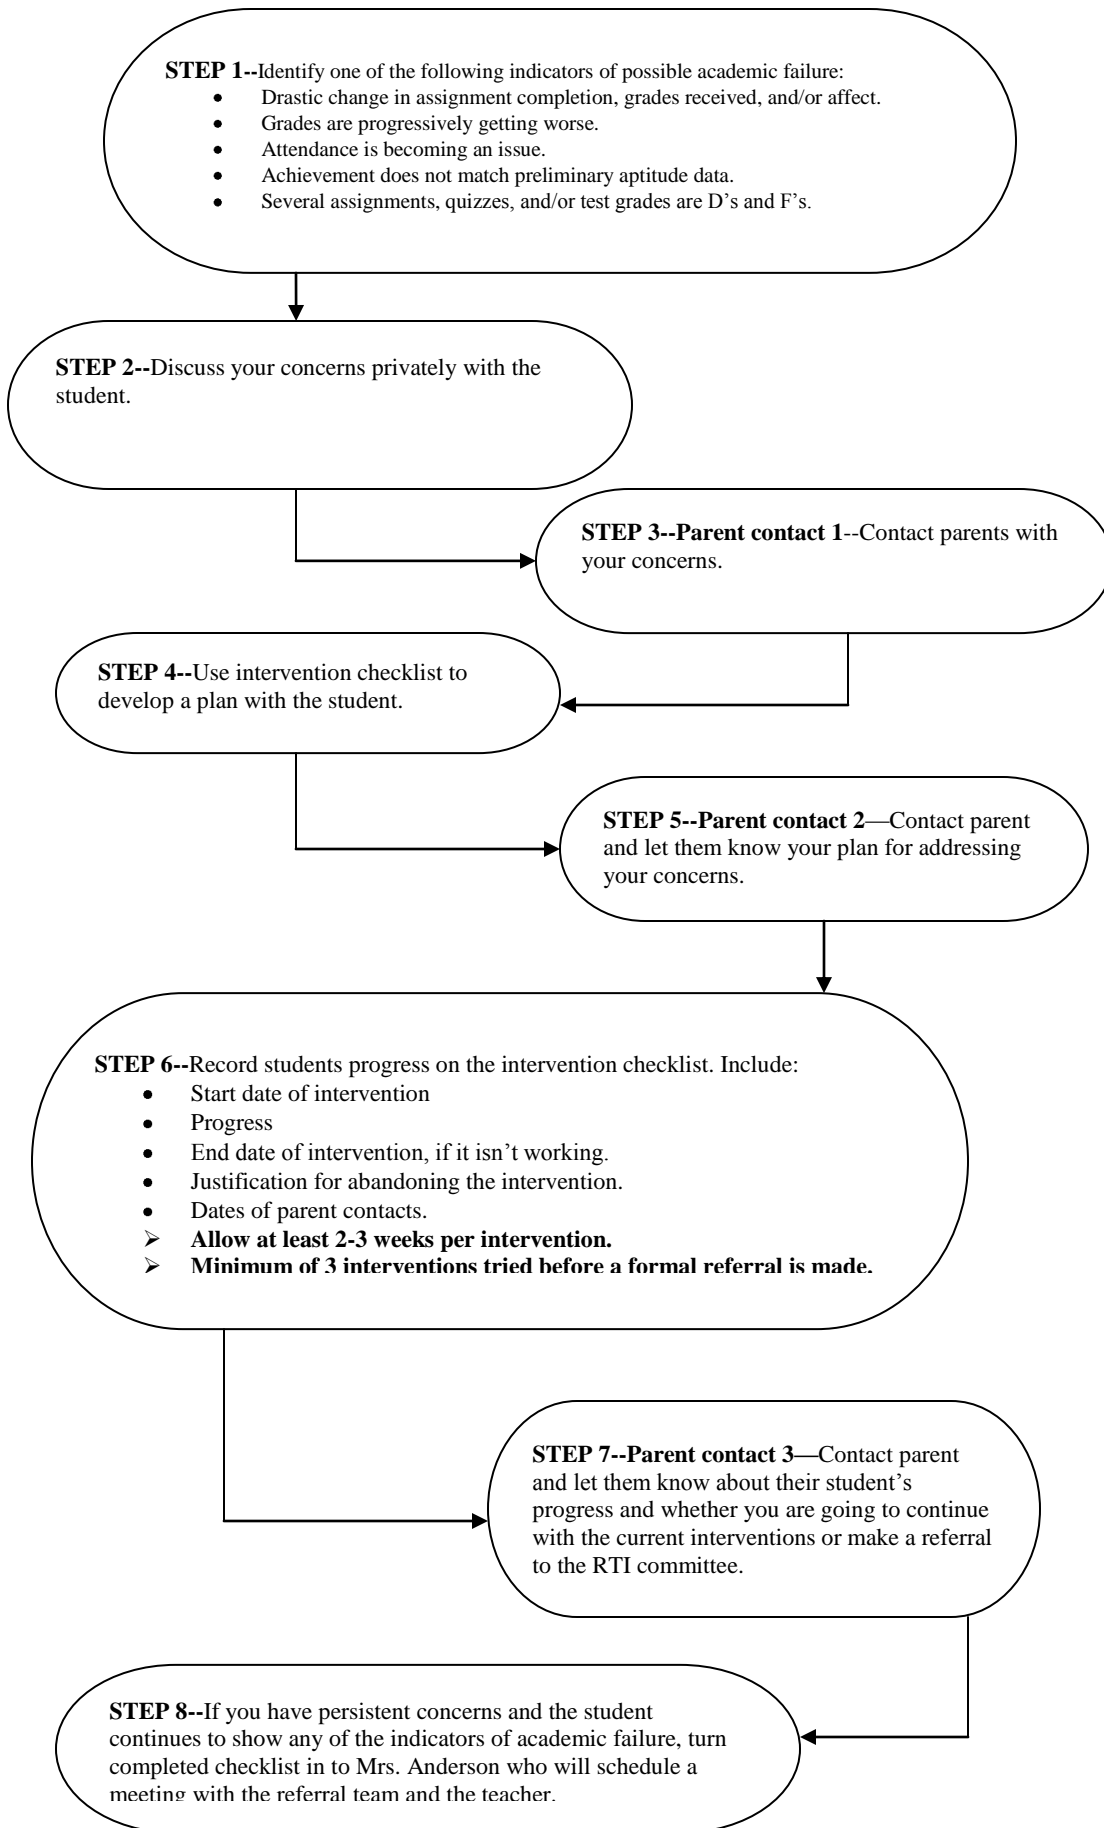 STEP 1--Identify one of the following indicators of possible academic failure:
• Drastic change in assignment completion, grades received, and/or affect.
• Grades are progressively getting worse.
• Attendance is becoming an issue.
• Achievement does not match preliminary aptitude data.
• Several assignments, quizzes, and/or test grades are D’s and F’s.
STEP 2--Discuss your concerns privately with the
student.
STEP 3--Parent contact 1--Contact parents with
your concerns.
STEP 4--Use intervention checklist to
develop a plan with the student.
STEP 5--Parent contact 2—Contact parent
and let them know your plan for addressing
your concerns.
STEP 6--Record students progress on the intervention checklist. Include:
• Start date of intervention
• Progress
• End date of intervention, if it isn’t working.
• Justification for abandoning the intervention.
• Dates of parent contacts.
➢ Allow at least 2-3 weeks per intervention.
➢ Minimum of 3 interventions tried before a formal referral is made.
STEP 7--Parent contact 3—Contact parent
and let them know about their student’s
progress and whether you are going to continue
with the current interventions or make a referral
to the RTI committee.
STEP 8--If you have persistent concerns and the student
continues to show any of the indicators of academic failure, turn
completed checklist in to Mrs. Anderson who will schedule a
meeting with the referral team and the teacher.